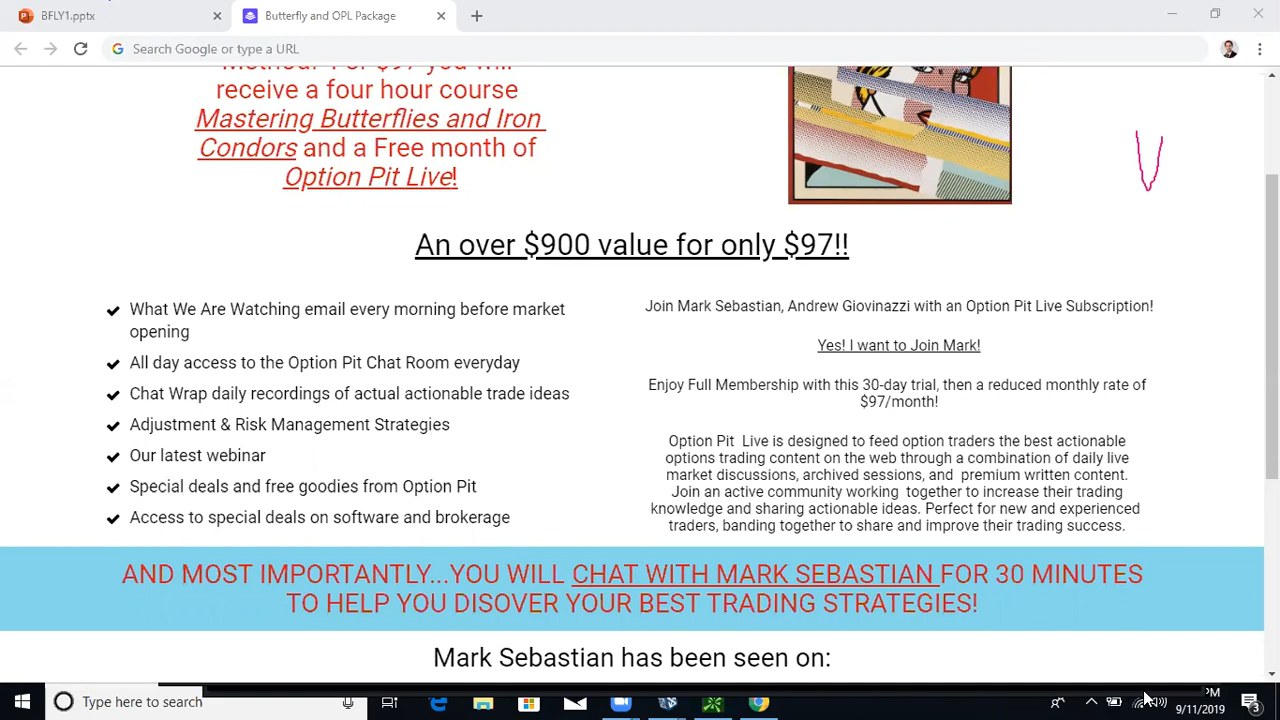 BFLY1.pptx
Butterfly and OPL Package
Search Google or type a URL
receive a four hour course
Mastering Butterflies and Iron
Condors and a Free month of
Option Pit Live!
An over $900 value for only $97!!
What We Are Watching email every morning before market
opening
All day access to the Option Pit Chat Room everyday
Chat Wrap daily recordings of actual actionable trade ideas
Adjustment & Risk Management Strategies
Our latest webinar
Special deals and free goodies from Option Pit
Access to special deals on software and brokerage
Join Mark Sebastian, Andrew Giovinazzi with an Option Pit Live Subscription!
Yes! I want to Join Mark!
Enjoy Full Membership with this 30-day trial, then a reduced monthly rate of
$97/month!
Option Pit Live is designed to feed option traders the best actionable
options trading content on the web through a combination of daily live
market discussions, archived sessions, and premium written content.
Join an active community working together to increase their trading
knowledge and sharing actionable ideas. Perfect for new and experienced
traders, banding together to share and improve their trading success.
AND MOST IMPORTANTLY...YOU WILL CHAT WITH MARK SEBASTIAN FOR 30 MINUTES
TO HELP YOU DISOVER YOUR BEST TRADING STRATEGIES!
Mark Sebastian has been seen on:
Type here to search
PM
9/11/2019
3